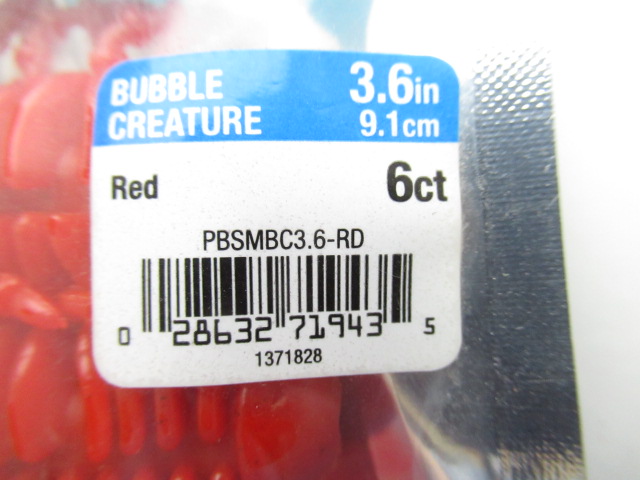 BUBBLE 3.6in
CREATURE 9.1cm
Red 6ct
PBSMBC3.6-RD
0 28632 71943 5
1371828